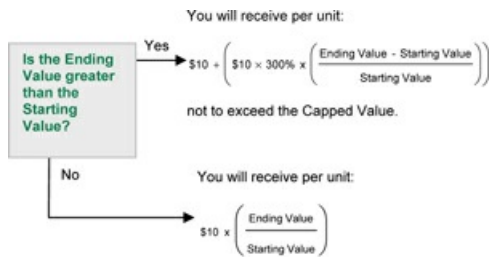 You will receive per unit:
Is the Ending
Value greater
than the
Starting
Value?
Yes
$10 + ( $10 × 300% x ( Ending Value - Starting Value
Starting Value ) )
not to exceed the Capped Value.
No
You will receive per unit:
$10 x ( Ending Value
Starting Value )